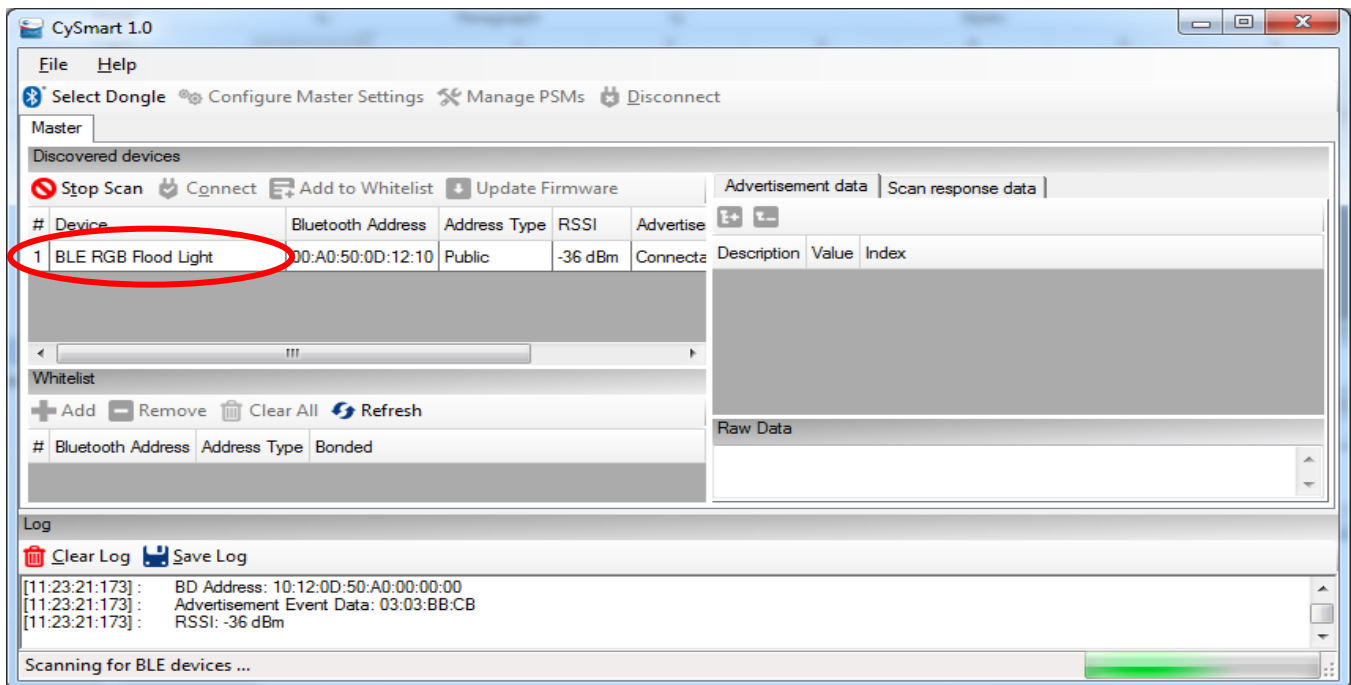 CySmart 1.0
File Help
Select Dongle Configure Master Settings Manage PSMs Disconnect
Master
Discovered devices
Stop Scan Connect Add to Whitelist Update Firmware
# Device Bluetooth Address Address Type RSSI Advertise
1 BLE RGB Flood Light 00:A0:50:0D:12:10 Public -36 dBm Connecta
Whitelist
Add Remove Clear All Refresh
# Bluetooth Address Address Type Bonded
Advertisement data Scan response data
Description Value Index
Raw Data
Log
Clear Log Save Log
[11:23:21:173] : BD Address: 10:12:0D:50:A0:00:00:00
[11:23:21:173] : Advertisement Event Data: 03:03:BB:CB
[11:23:21:173] : RSSI: -36 dBm
Scanning for BLE devices ...